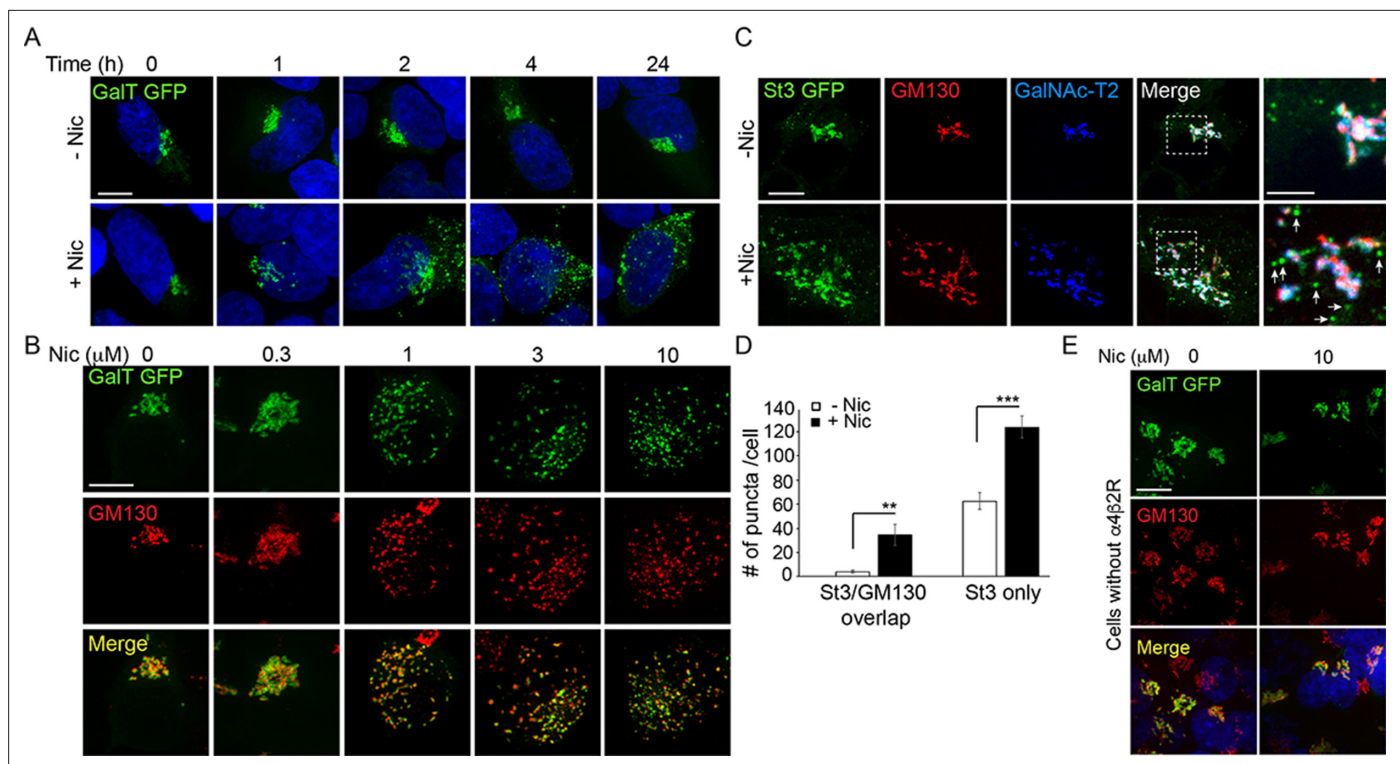 A
Time (h) 0 1 2 4 24
GalT GFP
- Nic
+ Nic
B
Nic (μM) 0 0.3 1 3 10
GalT GFP
GM130
Merge
C
St3 GFP GM130 GalNAc-T2 Merge
-Nic
+Nic
D
# of puncta /cell
140
120
100
80
60
40
20
0
- Nic
+ Nic
**
***
St3/GM130
overlap
St3 only
E
Nic (μM) 0 10
Cells without α4β2R
GalT GFP
GM130
Merge